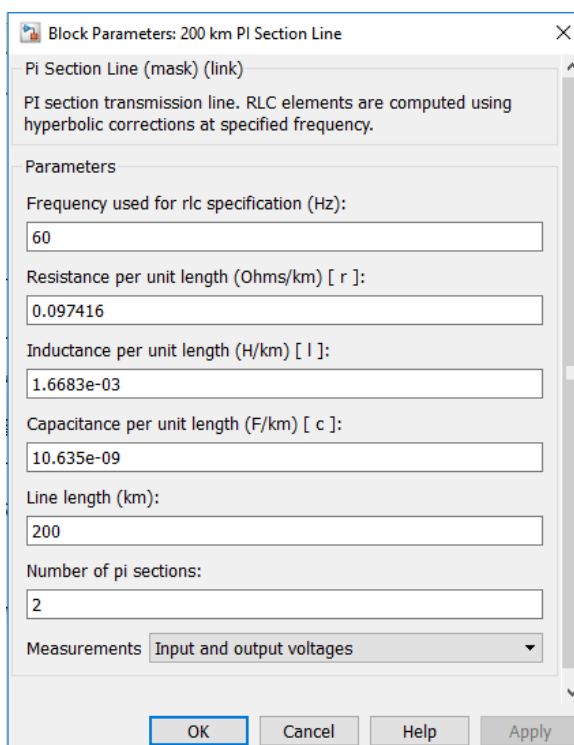 Block Parameters: 200 km PI Section Line
Pi Section Line (mask) (link)
PI section transmission line. RLC elements are computed using
hyperbolic corrections at specified frequency.
Parameters
Frequency used for rlc specification (Hz):
60
Resistance per unit length (Ohms/km) [ r ]:
0.097416
Inductance per unit length (H/km) [ l ]:
1.6683e-03
Capacitance per unit length (F/km) [ c ]:
10.635e-09
Line length (km):
200
Number of pi sections:
2
Measurements Input and output voltages
OK Cancel Help Apply